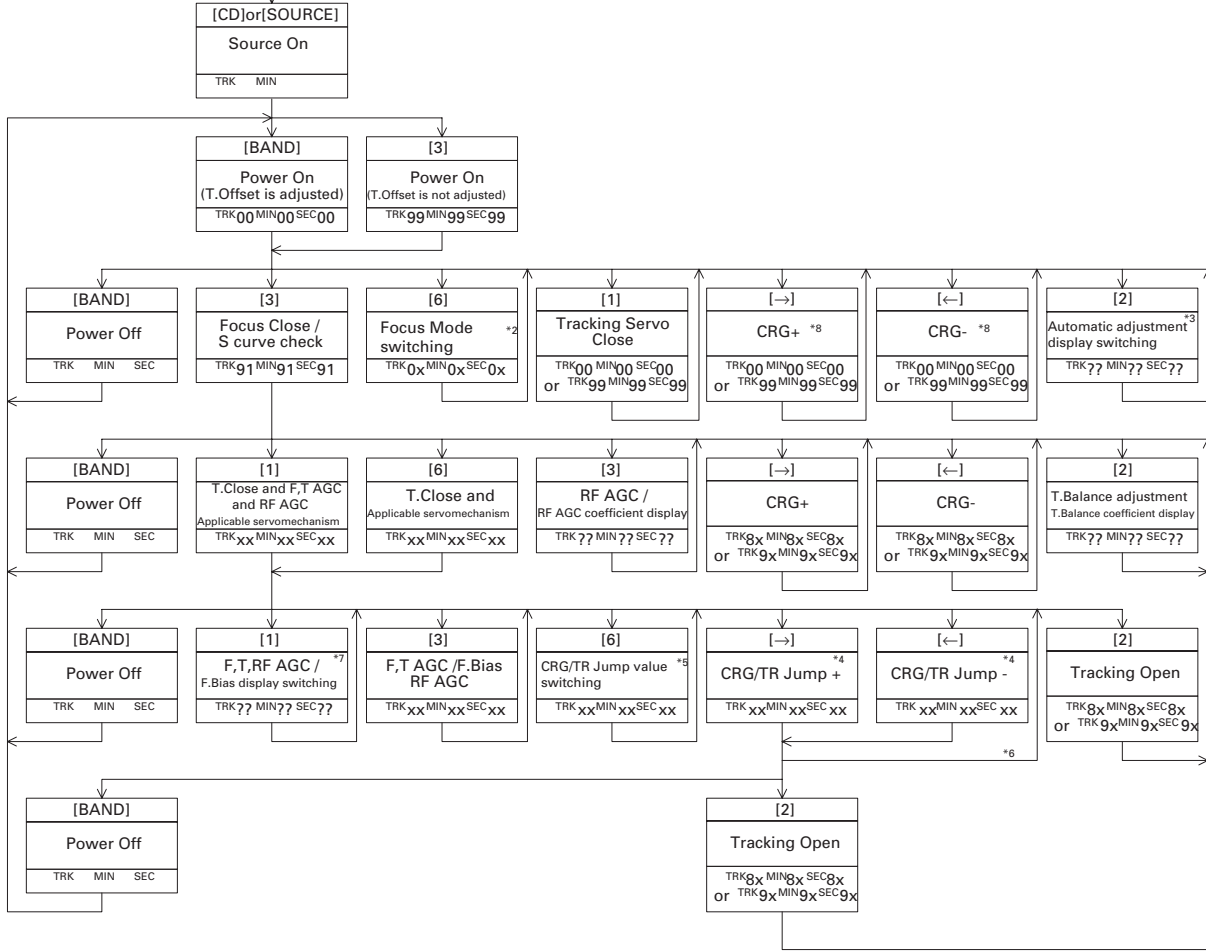 [CD]or[SOURCE]
Source On
TRK MIN
[BAND]
Power On
(T.Offset is adjusted)
TRK00 MIN00 SEC00
[3]
Power On
(T.Offset is not adjusted)
TRK99 MIN99 SEC99
[BAND]
Power Off
TRK MIN SEC
[3]
Focus Close /
S curve check
TRK91 MIN91 SEC91
[6]
Focus Mode *2
switching
TRK0x MIN0x SEC0x
[1]
Tracking Servo
Close
TRK00 MIN00 SEC00
or TRK99 MIN99 SEC99
[→]
CRG+ *8
TRK00 MIN00 SEC00
or TRK99 MIN99 SEC99
[←]
CRG- *8
TRK00 MIN00 SEC00
or TRK99 MIN99 SEC99
[2]
Automatic adjustment *3
display switching
TRK?? MIN?? SEC??
[BAND]
Power Off
TRK MIN SEC
[1]
T.Close and F,T AGC
and RF AGC
Applicable servomechanism
TRKxx MINxx SECxx
[6]
T.Close and
Applicable servomechanism
TRKxx MINxx SECxx
[3]
RF AGC /
RF AGC coefficient display
TRK?? MIN?? SEC??
[→]
CRG+
TRK8x MIN8x SEC8x
or TRK9x MIN9x SEC9x
[←]
CRG-
TRK8x MIN8x SEC8x
or TRK9x MIN9x SEC9x
[2]
T.Balance adjustment
T.Balance coefficient display
TRK?? MIN?? SEC??
[BAND]
Power Off
TRK MIN SEC
[1]
F,T,RF AGC / *7
F.Bias display switching
TRK?? MIN?? SEC??
[3]
F,T AGC /F.Bias
RF AGC
TRKxx MINxx SECxx
[6]
CRG/TR Jump value *5
switching
TRKxx MINxx SECxx
[→]
CRG/TR Jump + *4
TRKxx MINxx SECxx
[←]
CRG/TR Jump - *4
TRKxx MINxx SECxx
[2]
Tracking Open
TRK8x MIN8x SEC8x
or TRK9x MIN9x SEC9x
*6
[BAND]
Power Off
TRK MIN SEC
[2]
Tracking Open
TRK8x MIN8x SEC8x
or TRK9x MIN9x SEC9x